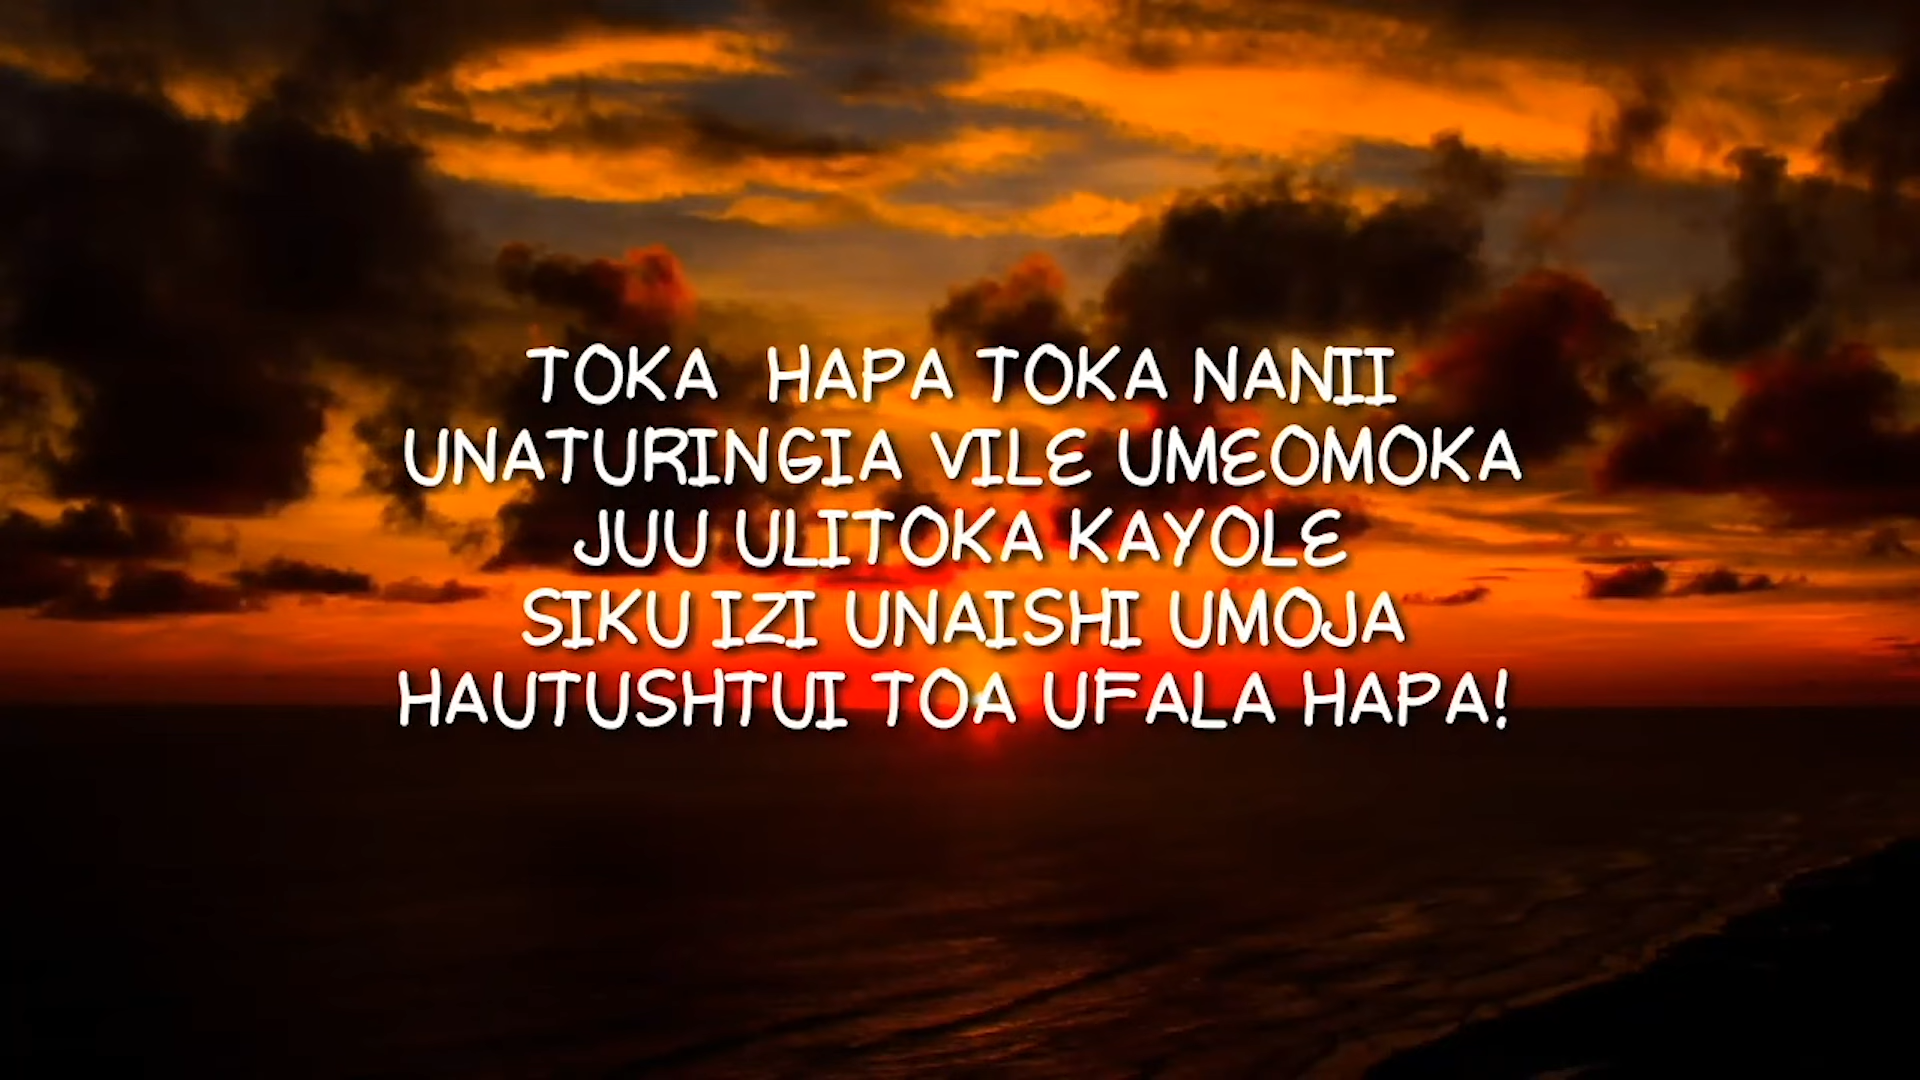 TOKA HAPA TOKA NANII
UNATURINGIA VILE UMEOMOKA
JUU ULITOKA KAYOLE
SIKU IZI UNAISHI UMOJA
HAUTUSHTUI TOA UFALA HAPA!